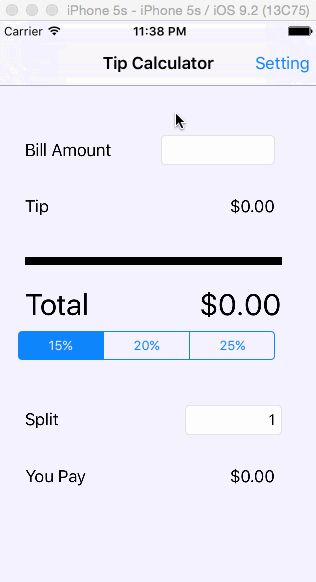 iPhone 5s - iPhone 5s / iOS 9.2 (13C75)
Carrier 11:38 PM
Tip Calculator Setting
Bill Amount
Tip $0.00
Total $0.00
15% 20% 25%
Split 1
You Pay $0.00